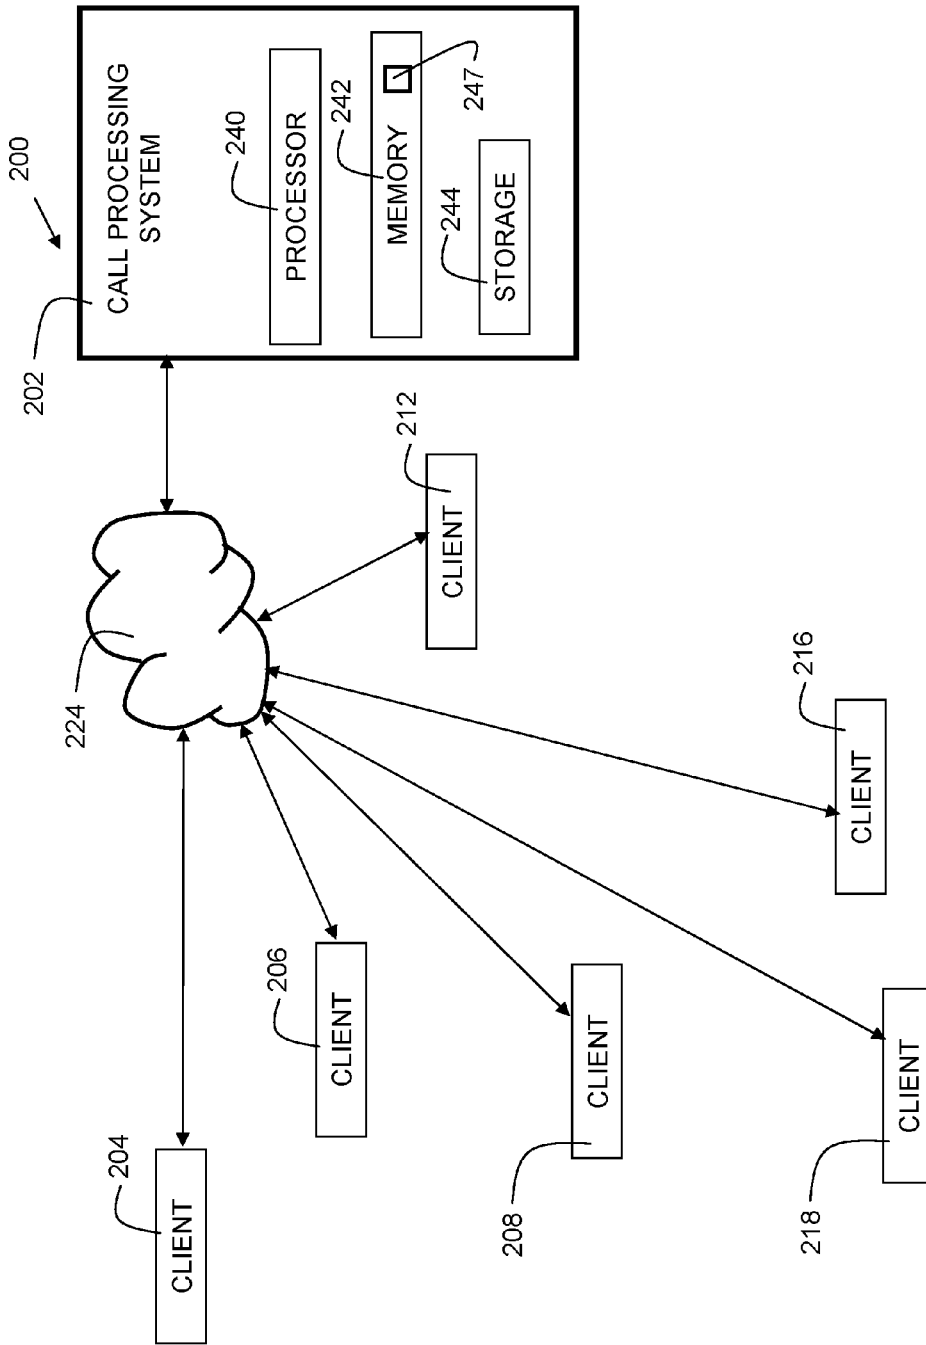 200
202
CALL PROCESSING
SYSTEM
224
204
CLIENT
240
PROCESSOR
206
CLIENT
242
MEMORY
247
212
CLIENT
244
STORAGE
208
CLIENT
216
CLIENT
218
CLIENT